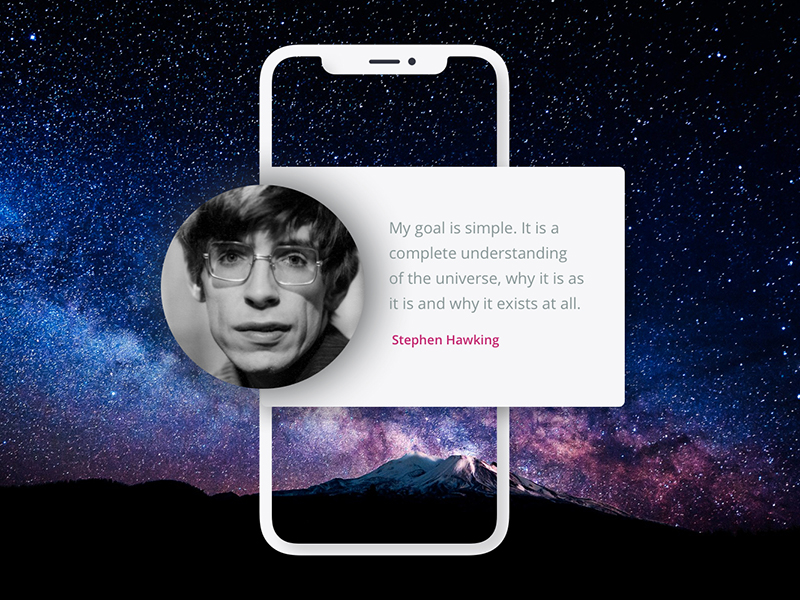 My goal is simple. It is a
complete understanding
of the universe, why it is as
it is and why it exists at all.
Stephen Hawking